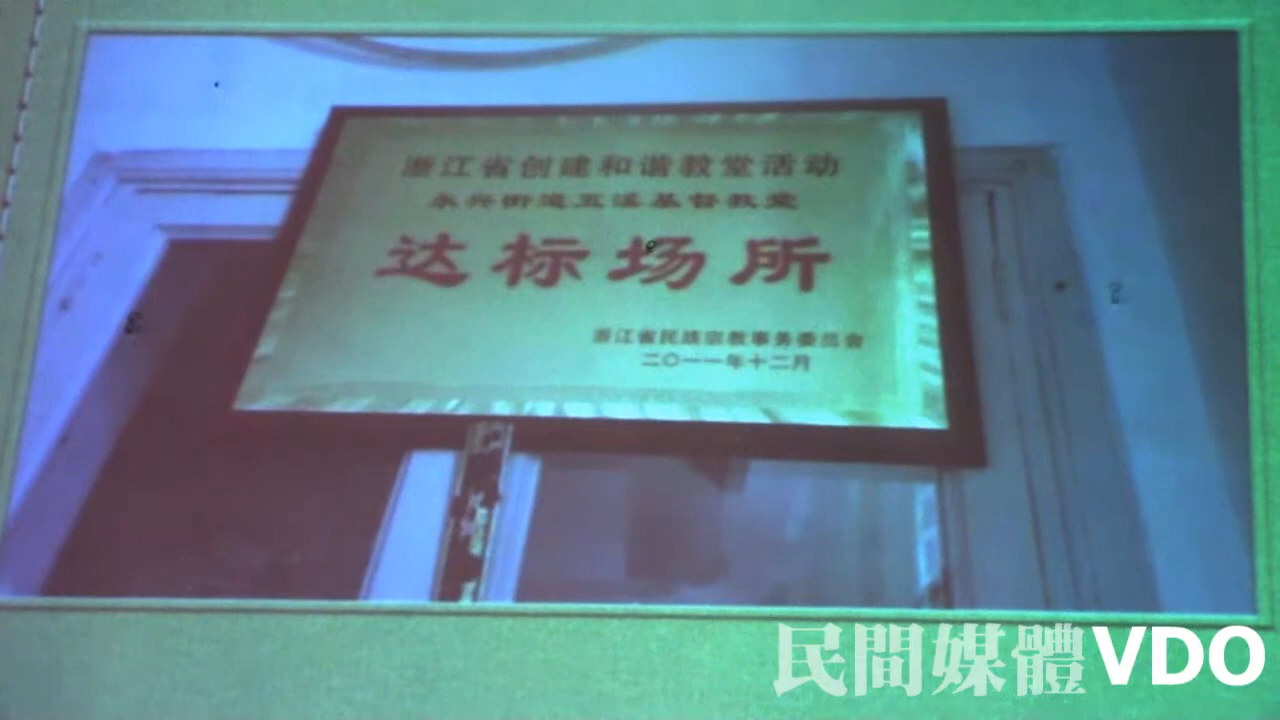 浙江省创建和谐教堂活动
永兴街道五溪基督教堂
达标场所
浙江省民族宗教事务委员会
二〇一一年十二月
民間媒體VDO